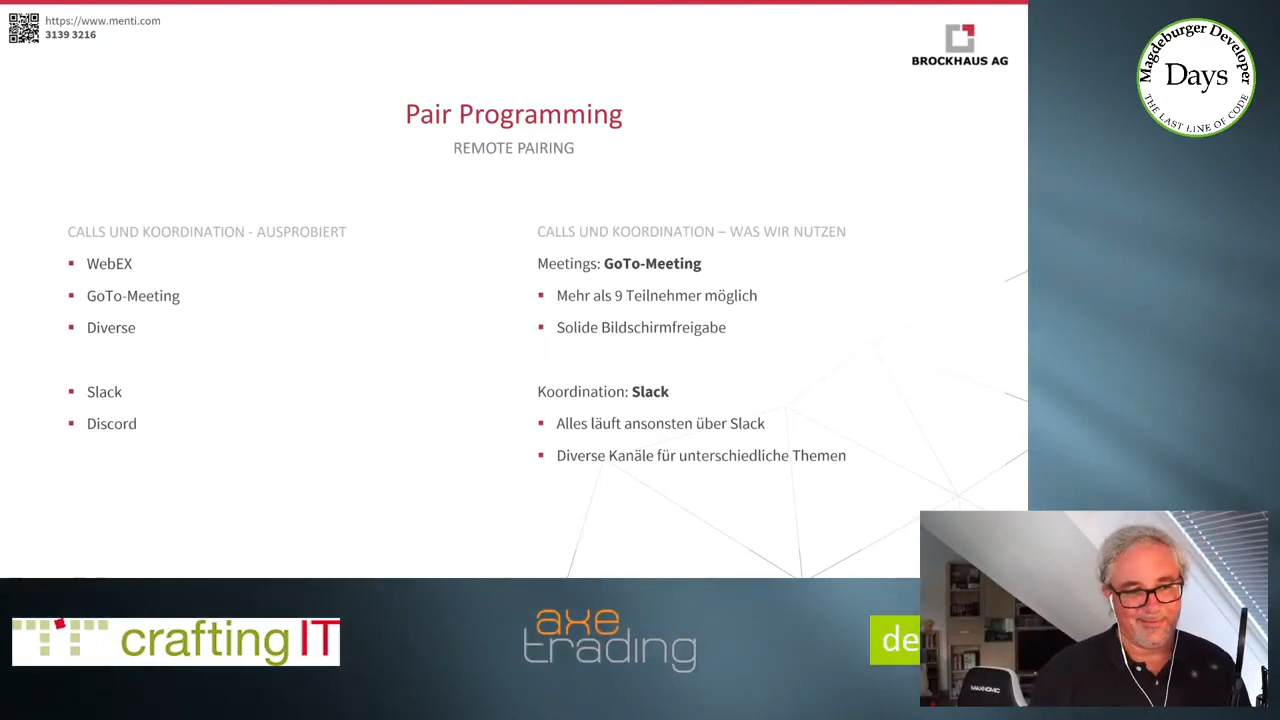 https://www.menti.com
3139 3216
BROCKHAUS AG
Magdeburger Developer
Days
THE LAST LINE OF CODE
Pair Programming
REMOTE PAIRING
CALLS UND KOORDINATION - AUSPROBIERT
WebEX
GoTo-Meeting
Diverse
Slack
Discord
CALLS UND KOORDINATION – WAS WIR NUTZEN
Meetings: GoTo-Meeting
Mehr als 9 Teilnehmer möglich
Solide Bildschirmfreigabe
Koordination: Slack
Alles läuft ansonsten über Slack
Diverse Kanäle für unterschiedliche Themen
crafting IT
axe
trading
de
MAXNOMIC